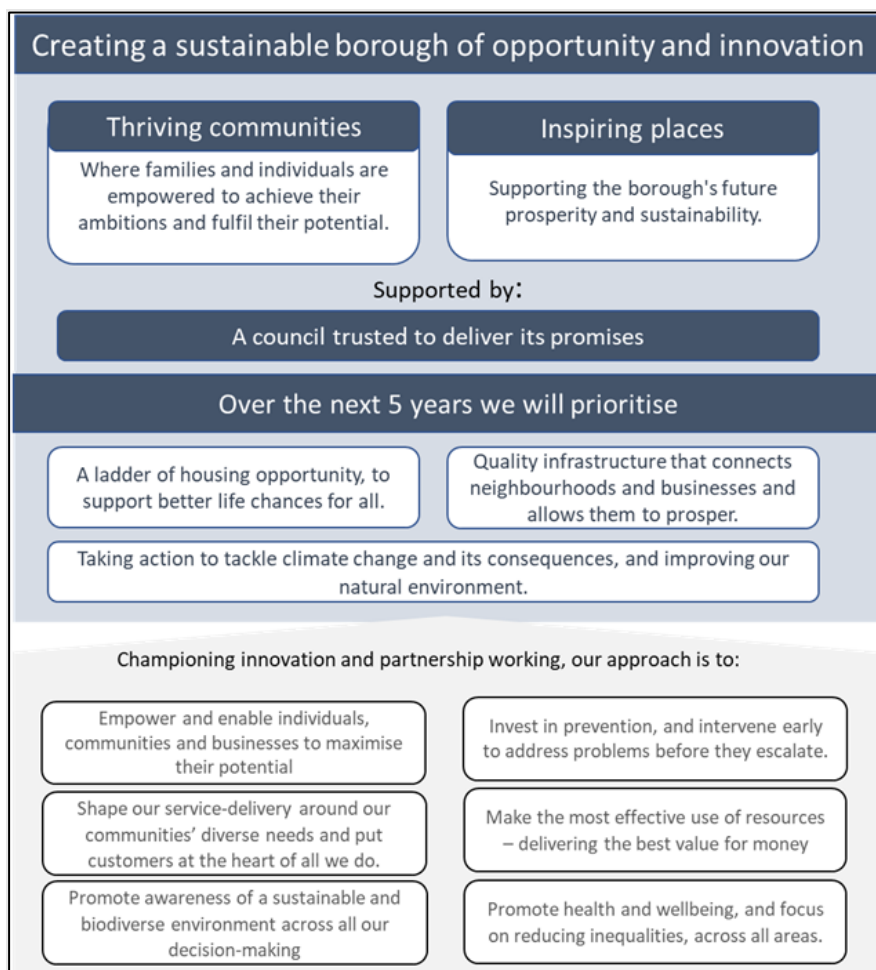 Creating a sustainable borough of opportunity and innovation
Thriving communities
Where families and individuals are
empowered to achieve their
ambitions and fulfil their potential.
Inspiring places
Supporting the borough's future
prosperity and sustainability.
Supported by:
A council trusted to deliver its promises
Over the next 5 years we will prioritise
A ladder of housing opportunity, to
support better life chances for all.
Quality infrastructure that connects
neighbourhoods and businesses and
allows them to prosper.
Taking action to tackle climate change and its consequences, and improving our
natural environment.
Championing innovation and partnership working, our approach is to:
Empower and enable individuals,
communities and businesses to maximise
their potential
Invest in prevention, and intervene early
to address problems before they escalate.
Shape our service-delivery around our
communities’ diverse needs and put
customers at the heart of all we do.
Make the most effective use of resources
– delivering the best value for money
Promote awareness of a sustainable and
biodiverse environment across all our
decision-making
Promote health and wellbeing, and focus
on reducing inequalities, across all areas.